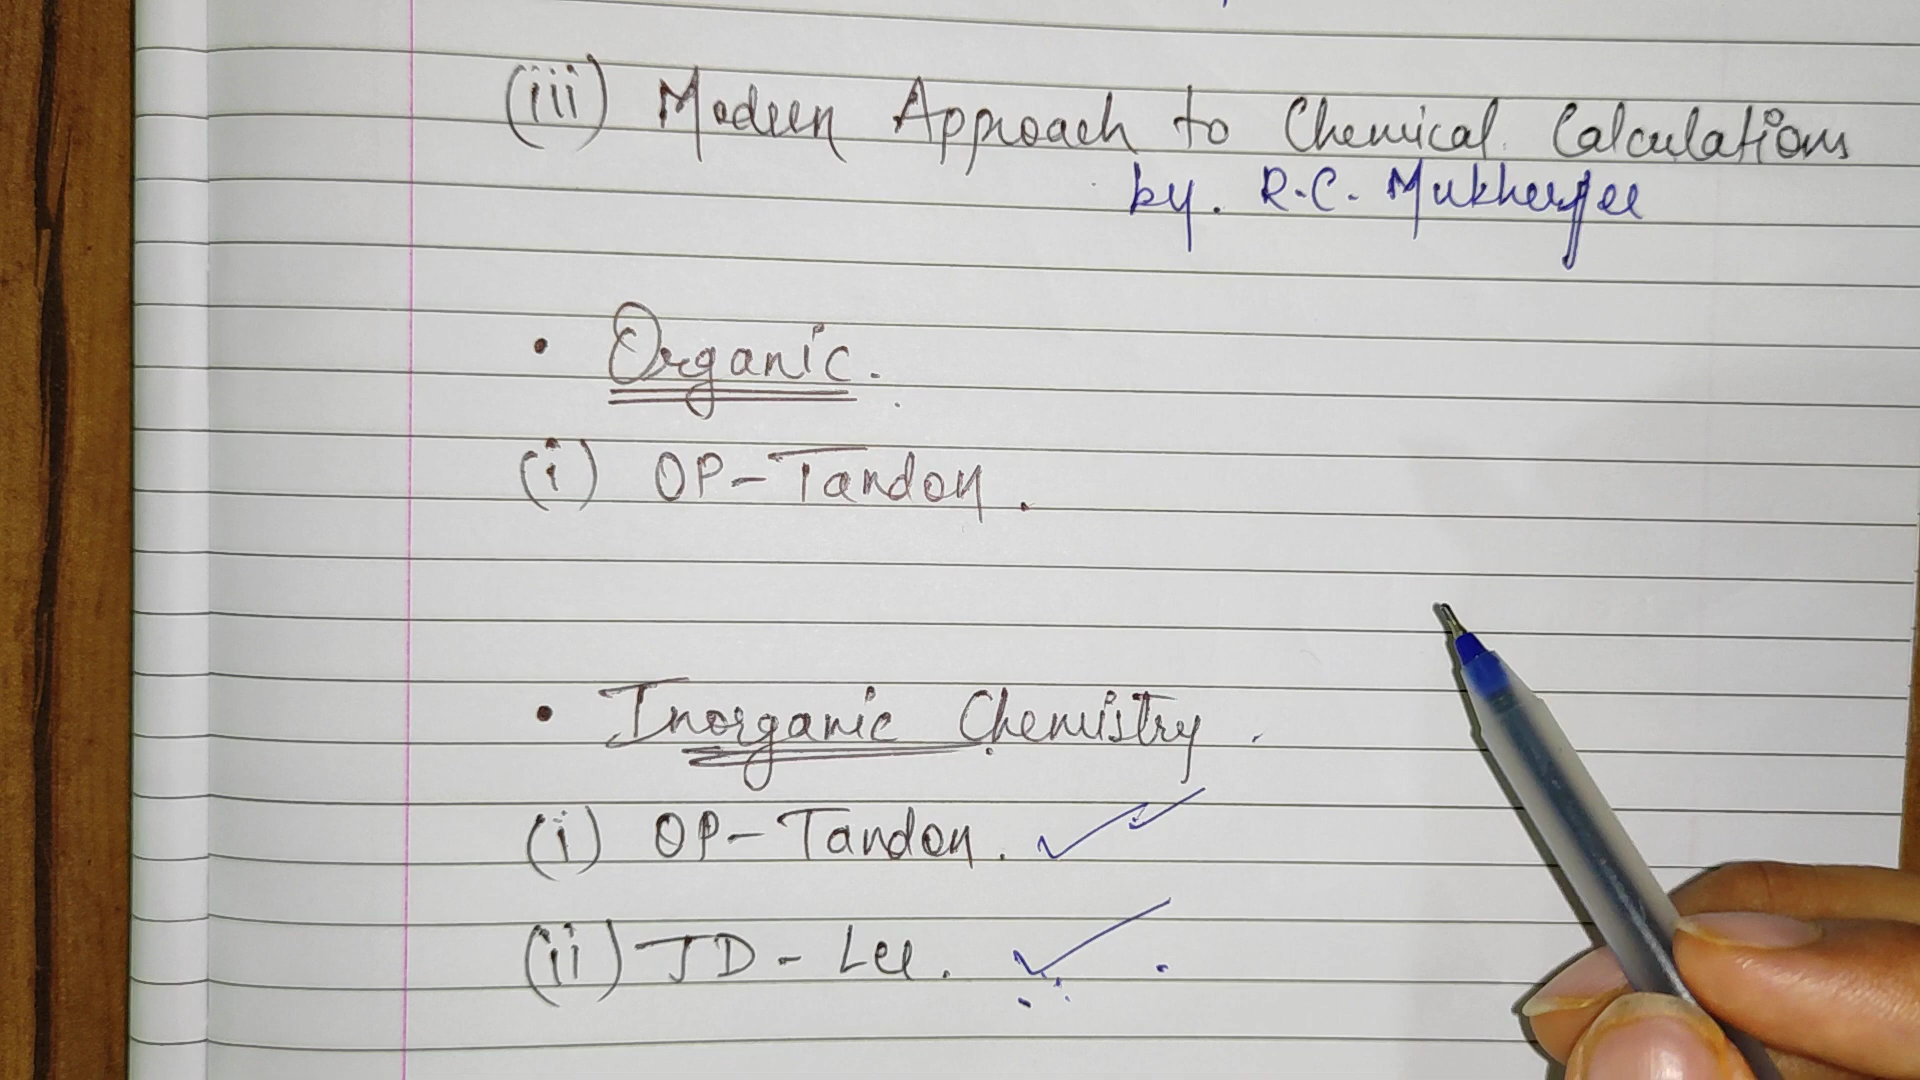 (iii) Modern Approach to Chemical Calculations
by. R.C. Mukherjee
• Organic.
(i) OP-Tandon.
• Inorganic Chemistry.
(i) OP-Tandon.
(ii) JD-Lee.